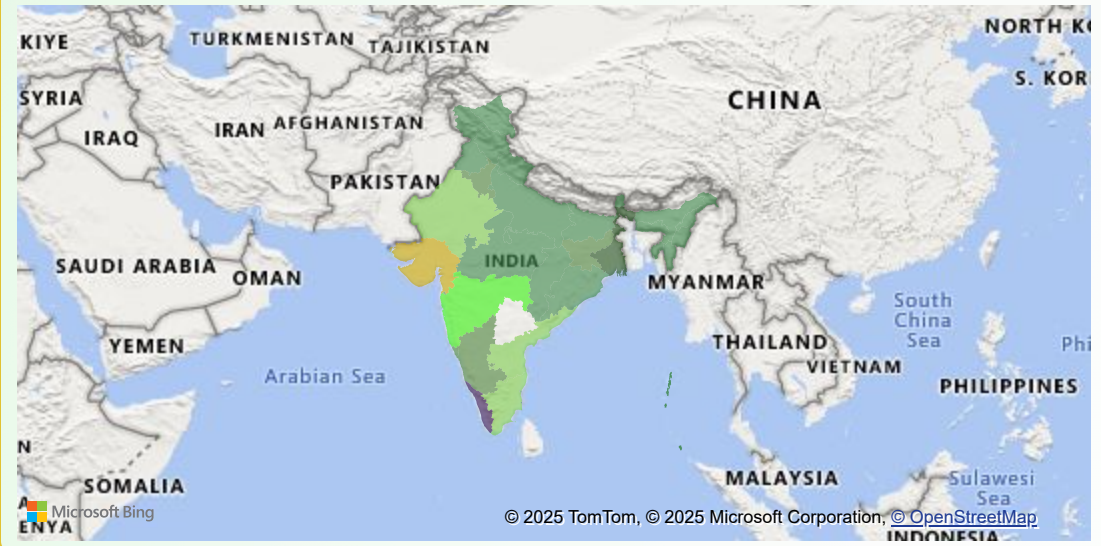 NORTH KO
KIYE
TURKMENISTAN
TAJIKISTAN
S. KOR
SYRIA
CHINA
IRAQ
IRAN
AFGHANISTAN
PAKISTAN
SAUDI ARABIA
OMAN
INDIA
MYANMAR
South
China
Sea
YEMEN
THAILAND
Phi
VIETNAM
Arabian Sea
PHILIPPINES
N
SOMALIA
MALAYSIA
Sulawesi
Sea
A
Microsoft Bing
ENYA
© 2025 TomTom, © 2025 Microsoft Corporation, © OpenStreetMap
INDONESIA